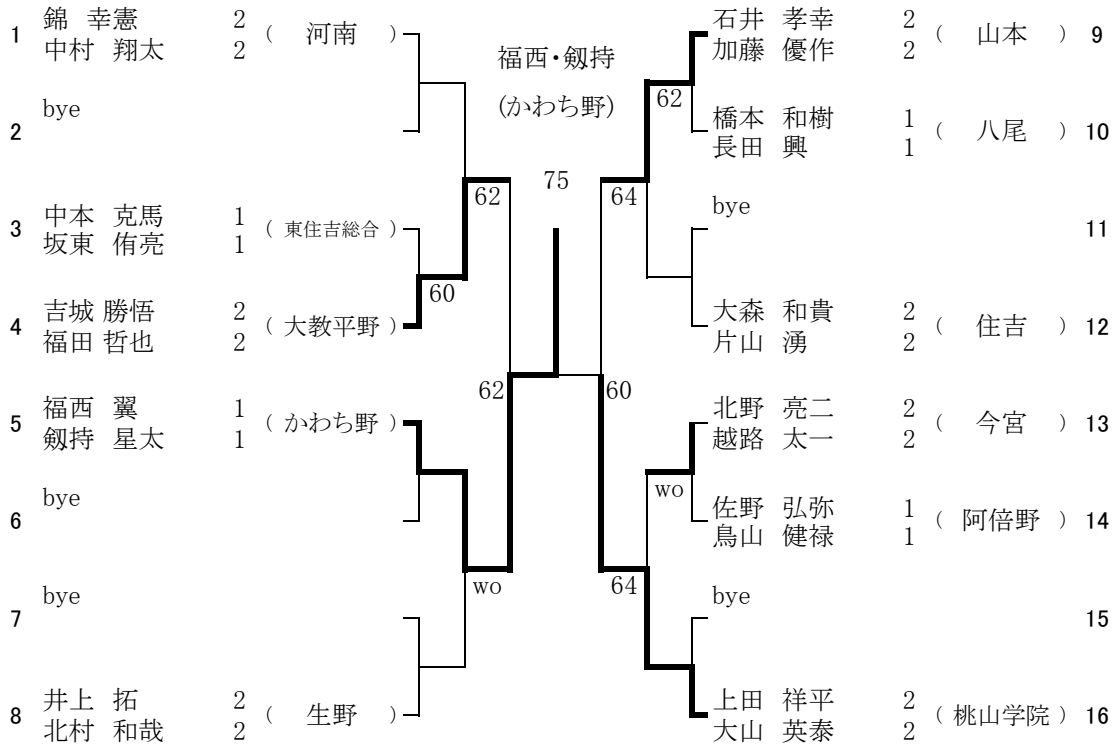 1 錦 幸憲 2 ( 河南 )
中村 翔太 2
2 bye
3 中本 克馬 1 ( 東住吉総合 )
坂東 侑亮 1
4 吉城 勝悟 2 ( 大教平野 )
福田 哲也 2
5 福西 翼 1 ( かわち野 )
剱持 星太 1
6 bye
7 bye
8 井上 拓 2 ( 生野 )
北村 和哉 2
60
62
wo
62
福西・剱持
(かわち野)
75
62
64
60
wo
64
石井 孝幸 2 ( 山本 ) 9
加藤 優作 2
橋本 和樹 1 ( 八尾 ) 10
長田 興 1
bye 11
大森 和貴 2 ( 住吉 ) 12
片山 湧 2
北野 亮二 2 ( 今宮 ) 13
越路 太一 2
佐野 弘弥 1 ( 阿倍野 ) 14
鳥山 健禄 1
bye 15
上田 祥平 2 ( 桃山学院 ) 16
大山 英泰 2